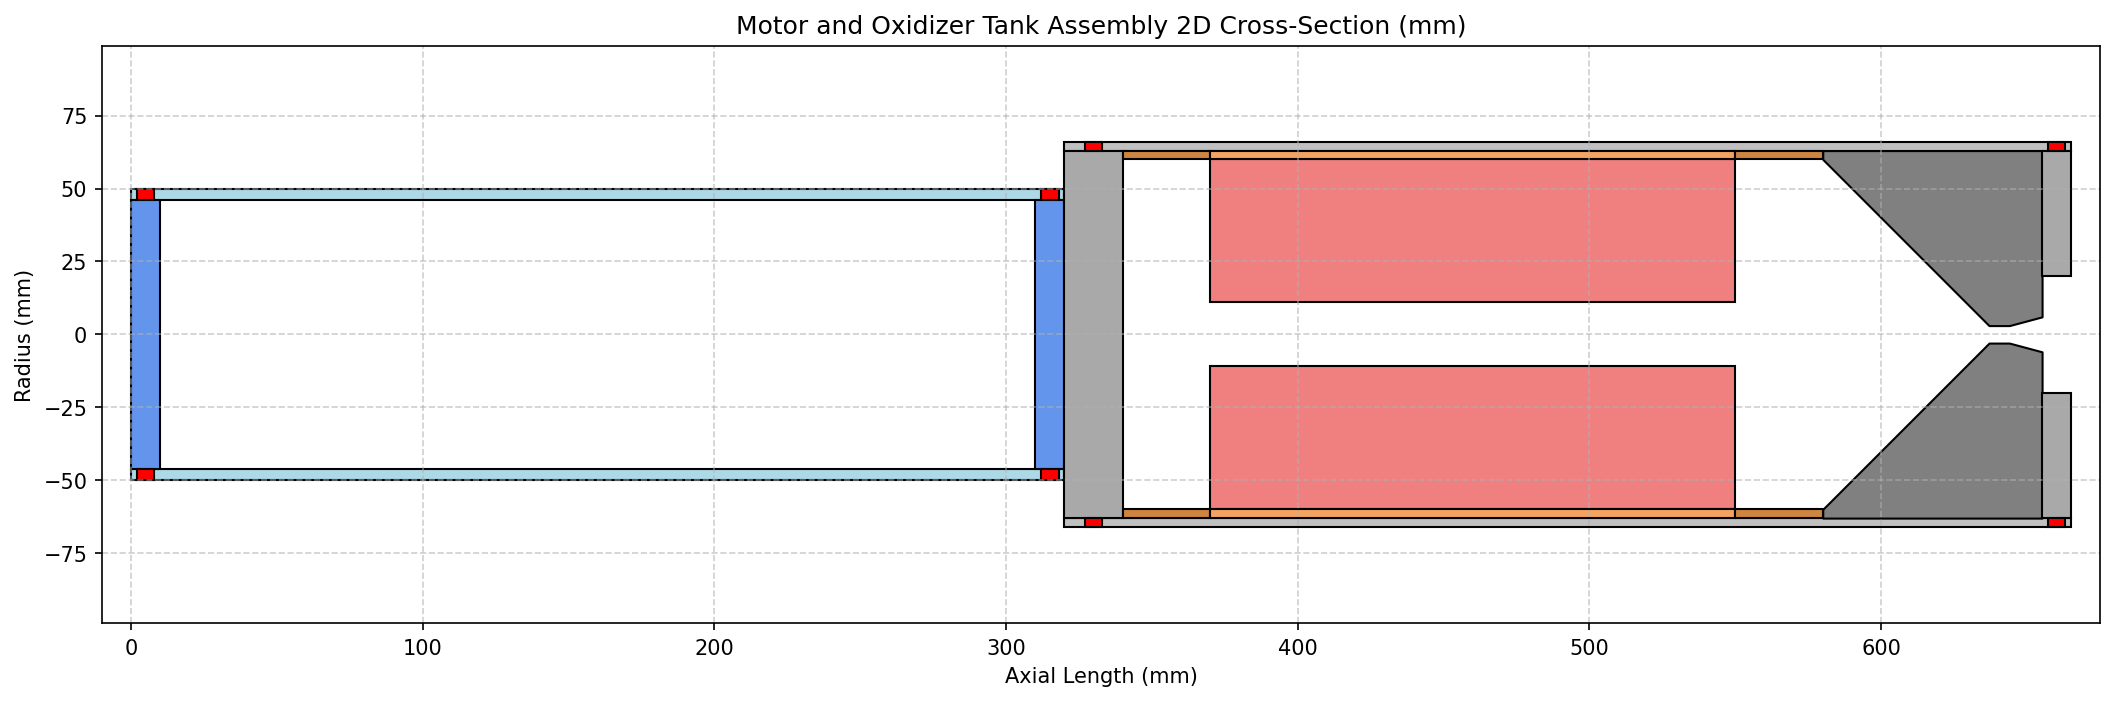 Motor and Oxidizer Tank Assembly 2D Cross-Section (mm)
75
50
25
0
−25
−50
−75
Radius (mm)
0 100 200 300 400 500 600
Axial Length (mm)